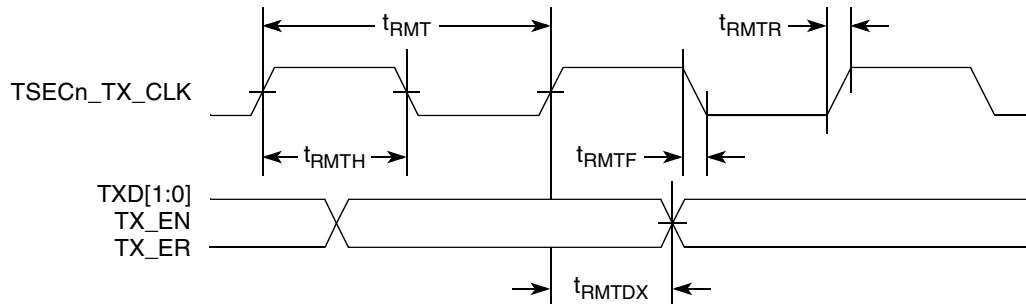 tRMT
tRMTR
TSECn_TX_CLK
tRMTH
tRMTF
TXD[1:0]
TX_EN
TX_ER
tRMTDX